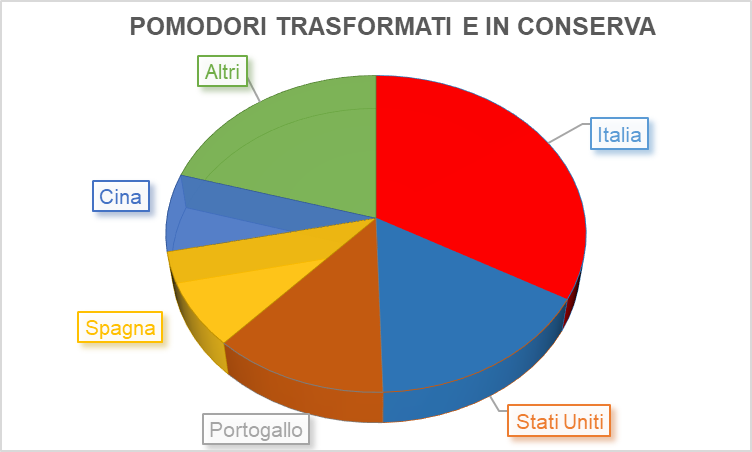 POMODORI TRASFORMATI E IN CONSERVA
Altri
Italia
Cina
Spagna
Portogallo
Stati Uniti